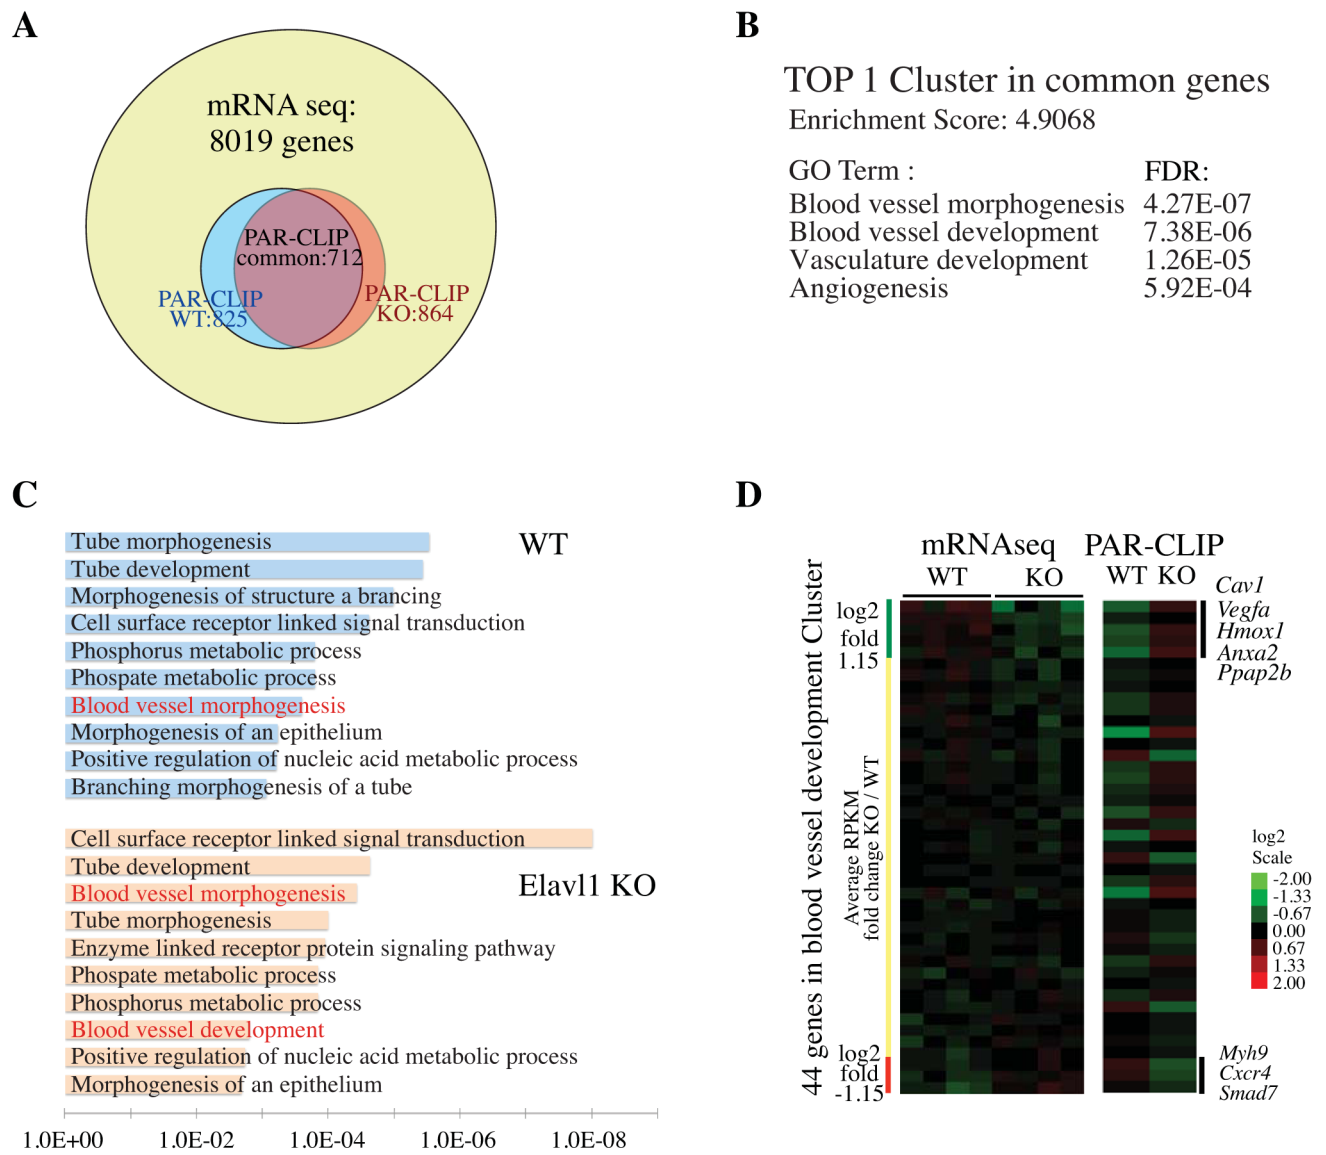 A
mRNA seq:
8019 genes
PAR-CLIP
common:712
PAR-CLIP
WT:825
PAR-CLIP
KO:864
B
TOP 1 Cluster in common genes
Enrichment Score: 4.9068
GO Term : FDR:
Blood vessel morphogenesis 4.27E-07
Blood vessel development 7.38E-06
Vasculature development 1.26E-05
Angiogenesis 5.92E-04
C
WT
Tube morphogenesis
Tube development
Morphogenesis of structure a brancing
Cell surface receptor linked signal transduction
Phosphorus metabolic process
Phospate metabolic process
Blood vessel morphogenesis
Morphogenesis of an epithelium
Positive regulation of nucleic acid metabolic process
Branching morphogenesis of a tube
Elavl1 KO
Cell surface receptor linked signal transduction
Tube development
Blood vessel morphogenesis
Tube morphogenesis
Enzyme linked receptor protein signaling pathway
Phospate metabolic process
Phosphorus metabolic process
Blood vessel development
Positive regulation of nucleic acid metabolic process
Morphogenesis of an epithelium
1.0E+00 1.0E-02 1.0E-04 1.0E-06 1.0E-08
D
mRNAseq PAR-CLIP
WT KO WT KO
44 genes in blood vessel development Cluster
log2
fold
1.15
Average RPKM
fold change KO / WT
log2
fold
-1.15
Cav1
Vegfa
Hmox1
Anxa2
Ppap2b
log2
Scale
-2.00
-1.33
-0.67
0.00
0.67
1.33
2.00
Myh9
Cxcr4
Smad7